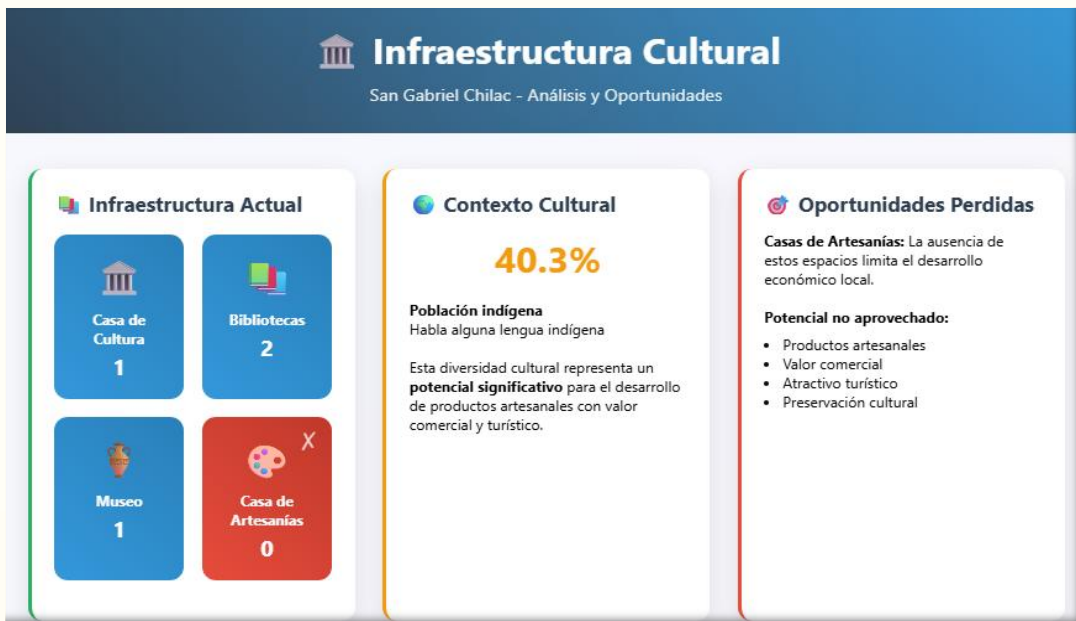 Infraestructura Cultural
San Gabriel Chilac - Análisis y Oportunidades
Infraestructura Actual
Casa de
Cultura
1
Bibliotecas
2
Museo
1
X
Casa de
Artesanías
0
Contexto Cultural
40.3%
Población indígena
Habla alguna lengua indígena
Esta diversidad cultural representa un
potencial significativo para el desarrollo
de productos artesanales con valor
comercial y turístico.
Oportunidades Perdidas
Casas de Artesanías: La ausencia de
estos espacios limita el desarrollo
económico local.
Potencial no aprovechado:
• Productos artesanales
• Valor comercial
• Atractivo turístico
• Preservación cultural